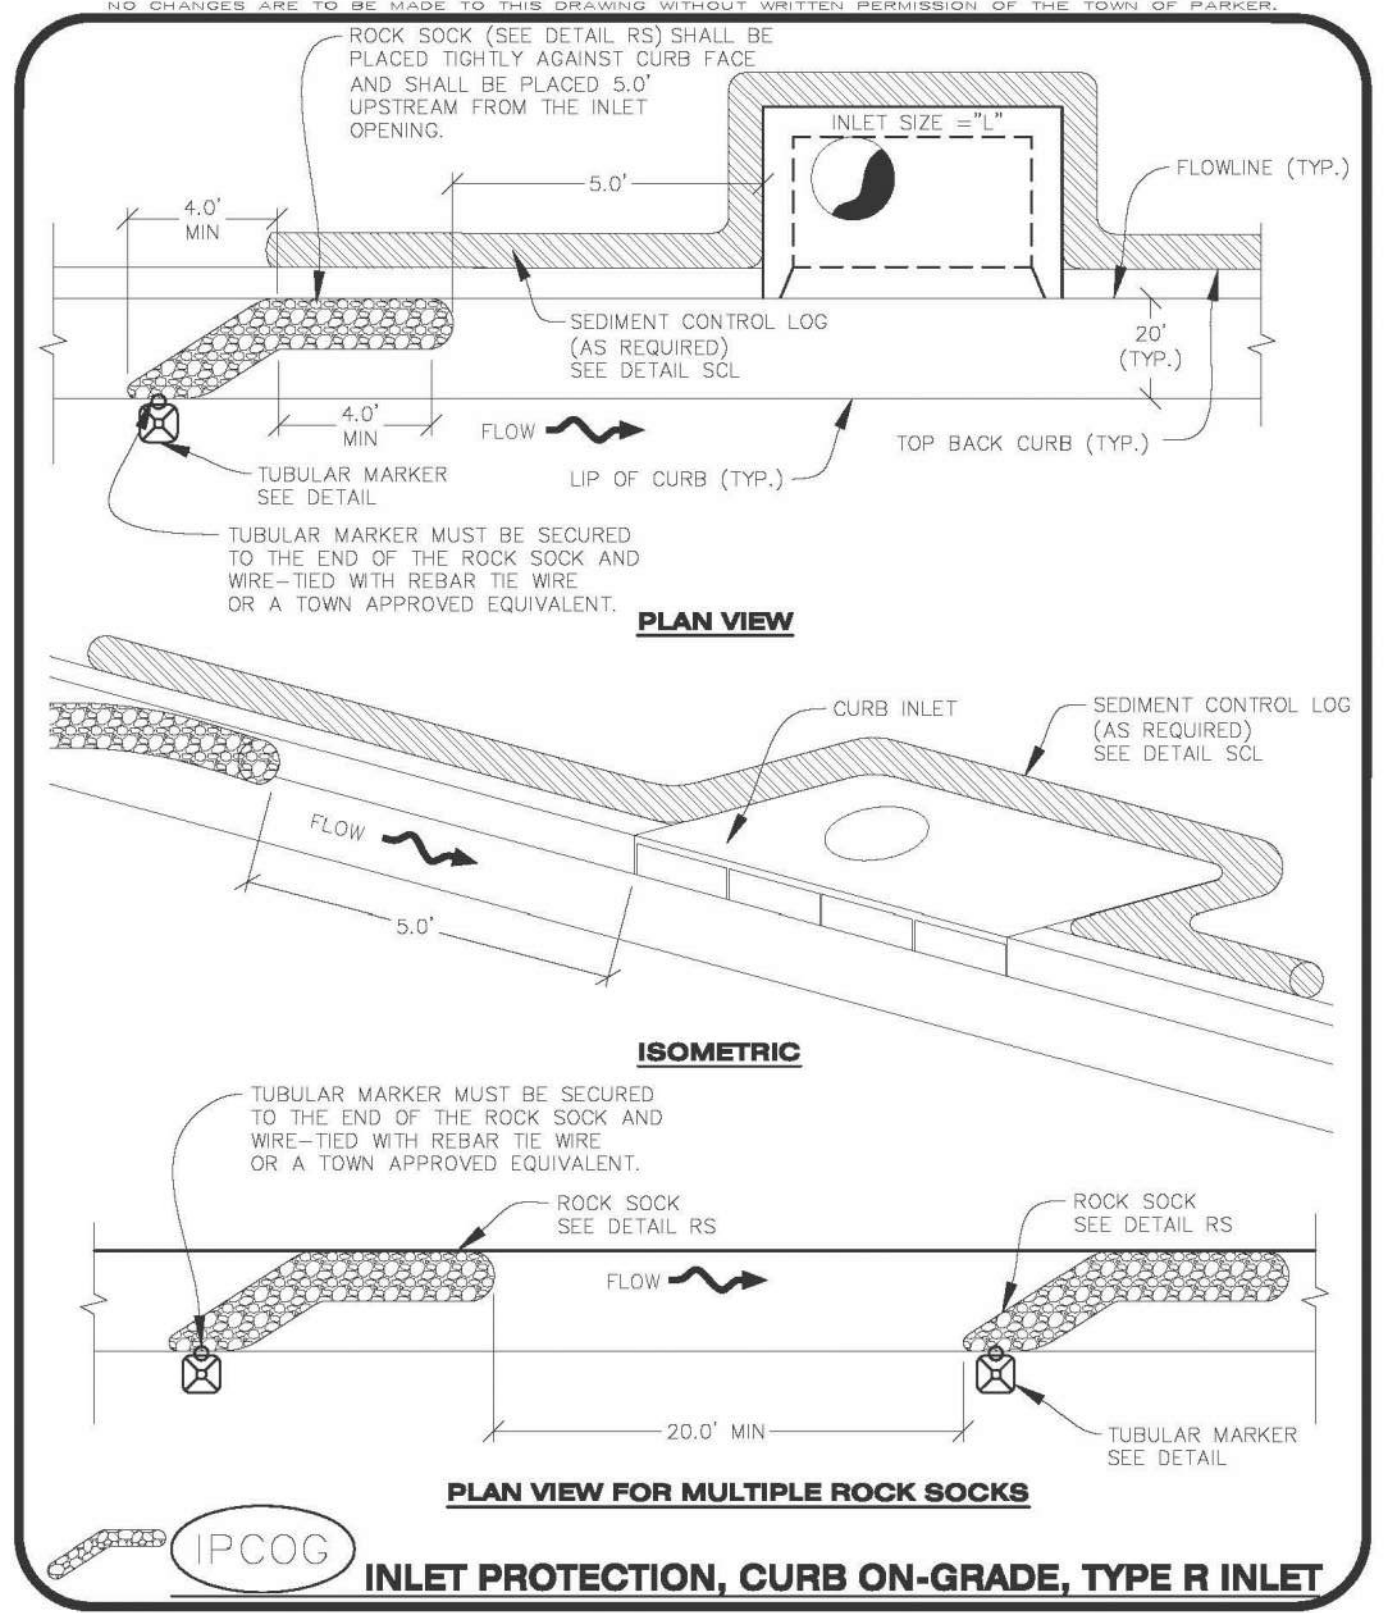 NO CHANGES ARE TO BE MADE TO THIS DRAWING WITHOUT WRITTEN PERMISSION OF THE TOWN OF PARKER.
ROCK SOCK (SEE DETAIL RS) SHALL BE
PLACED TIGHTLY AGAINST CURB FACE
AND SHALL BE PLACED 5.0'
UPSTREAM FROM THE INLET
OPENING.
INLET SIZE ="L"
FLOWLINE (TYP.)
5.0'
4.0'
MIN
SEDIMENT CONTROL LOG
(AS REQUIRED)
SEE DETAIL SCL
20'
(TYP.)
4.0'
MIN
FLOW
TOP BACK CURB (TYP.)
LIP OF CURB (TYP.)
TUBULAR MARKER
SEE DETAIL
TUBULAR MARKER MUST BE SECURED
TO THE END OF THE ROCK SOCK AND
WIRE-TIED WITH REBAR TIE WIRE
OR A TOWN APPROVED EQUIVALENT.
PLAN VIEW
CURB INLET
SEDIMENT CONTROL LOG
(AS REQUIRED)
SEE DETAIL SCL
FLOW
5.0'
ISOMETRIC
TUBULAR MARKER MUST BE SECURED
TO THE END OF THE ROCK SOCK AND
WIRE-TIED WITH REBAR TIE WIRE
OR A TOWN APPROVED EQUIVALENT.
ROCK SOCK
SEE DETAIL RS
ROCK SOCK
SEE DETAIL RS
FLOW
20.0' MIN
TUBULAR MARKER
SEE DETAIL
PLAN VIEW FOR MULTIPLE ROCK SOCKS
IPCOG
INLET PROTECTION, CURB ON-GRADE, TYPE R INLET